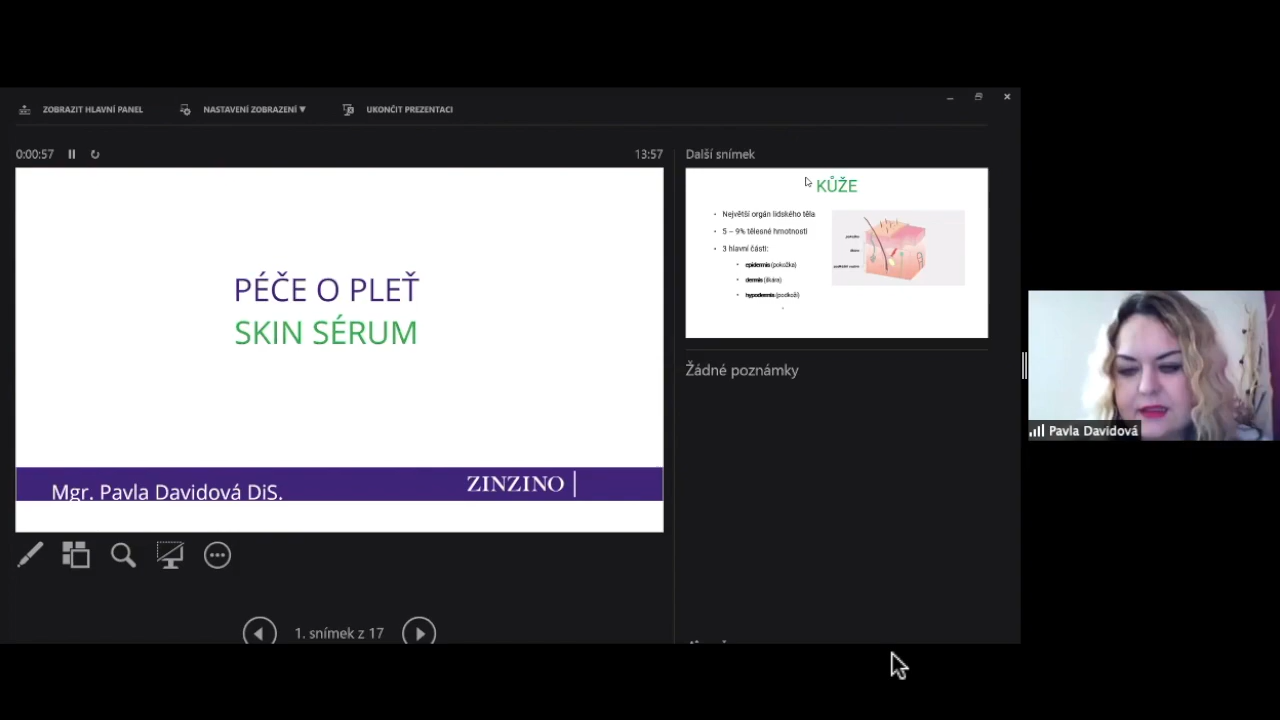 ZOBRAZIT HLAVNÍ PANEL
NASTAVENÍ ZOBRAZENÍ ▼
UKONČIT PREZENTACI
0:00:57
13:57
PÉČE O PLEŤ
SKIN SÉRUM
Mgr. Pavla Davidová DiS.
ZINZINO
1. snímek z 17
Další snímek
KŮŽE
• Největší orgán lidského těla
• 5 – 9% tělesné hmotnosti
• 3 hlavní části:
• epidermis (pokožka)
• dermis (škára)
• hypodermis (podkoží)
Žádné poznámky
Pavla Davidová